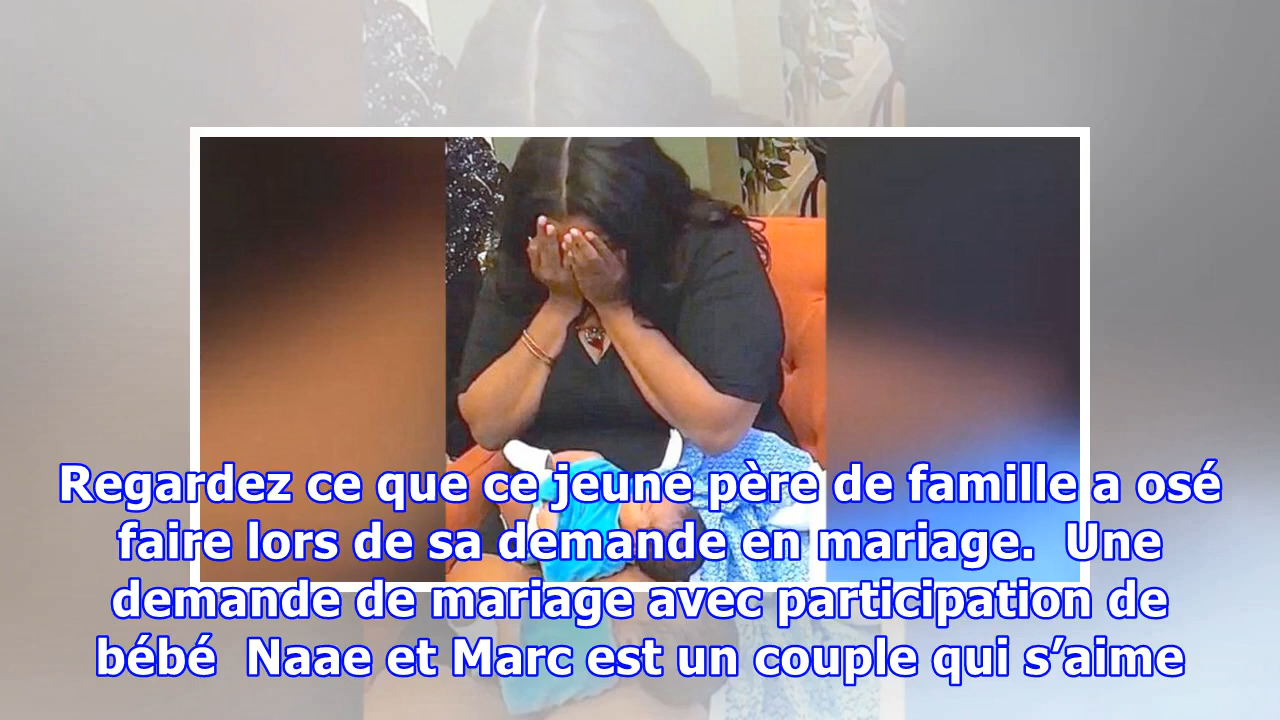 Regardez ce que ce jeune père de famille a osé
faire lors de sa demande en mariage.  Une
demande de mariage avec participation de
bébé  Naae et Marc est un couple qui s’aime